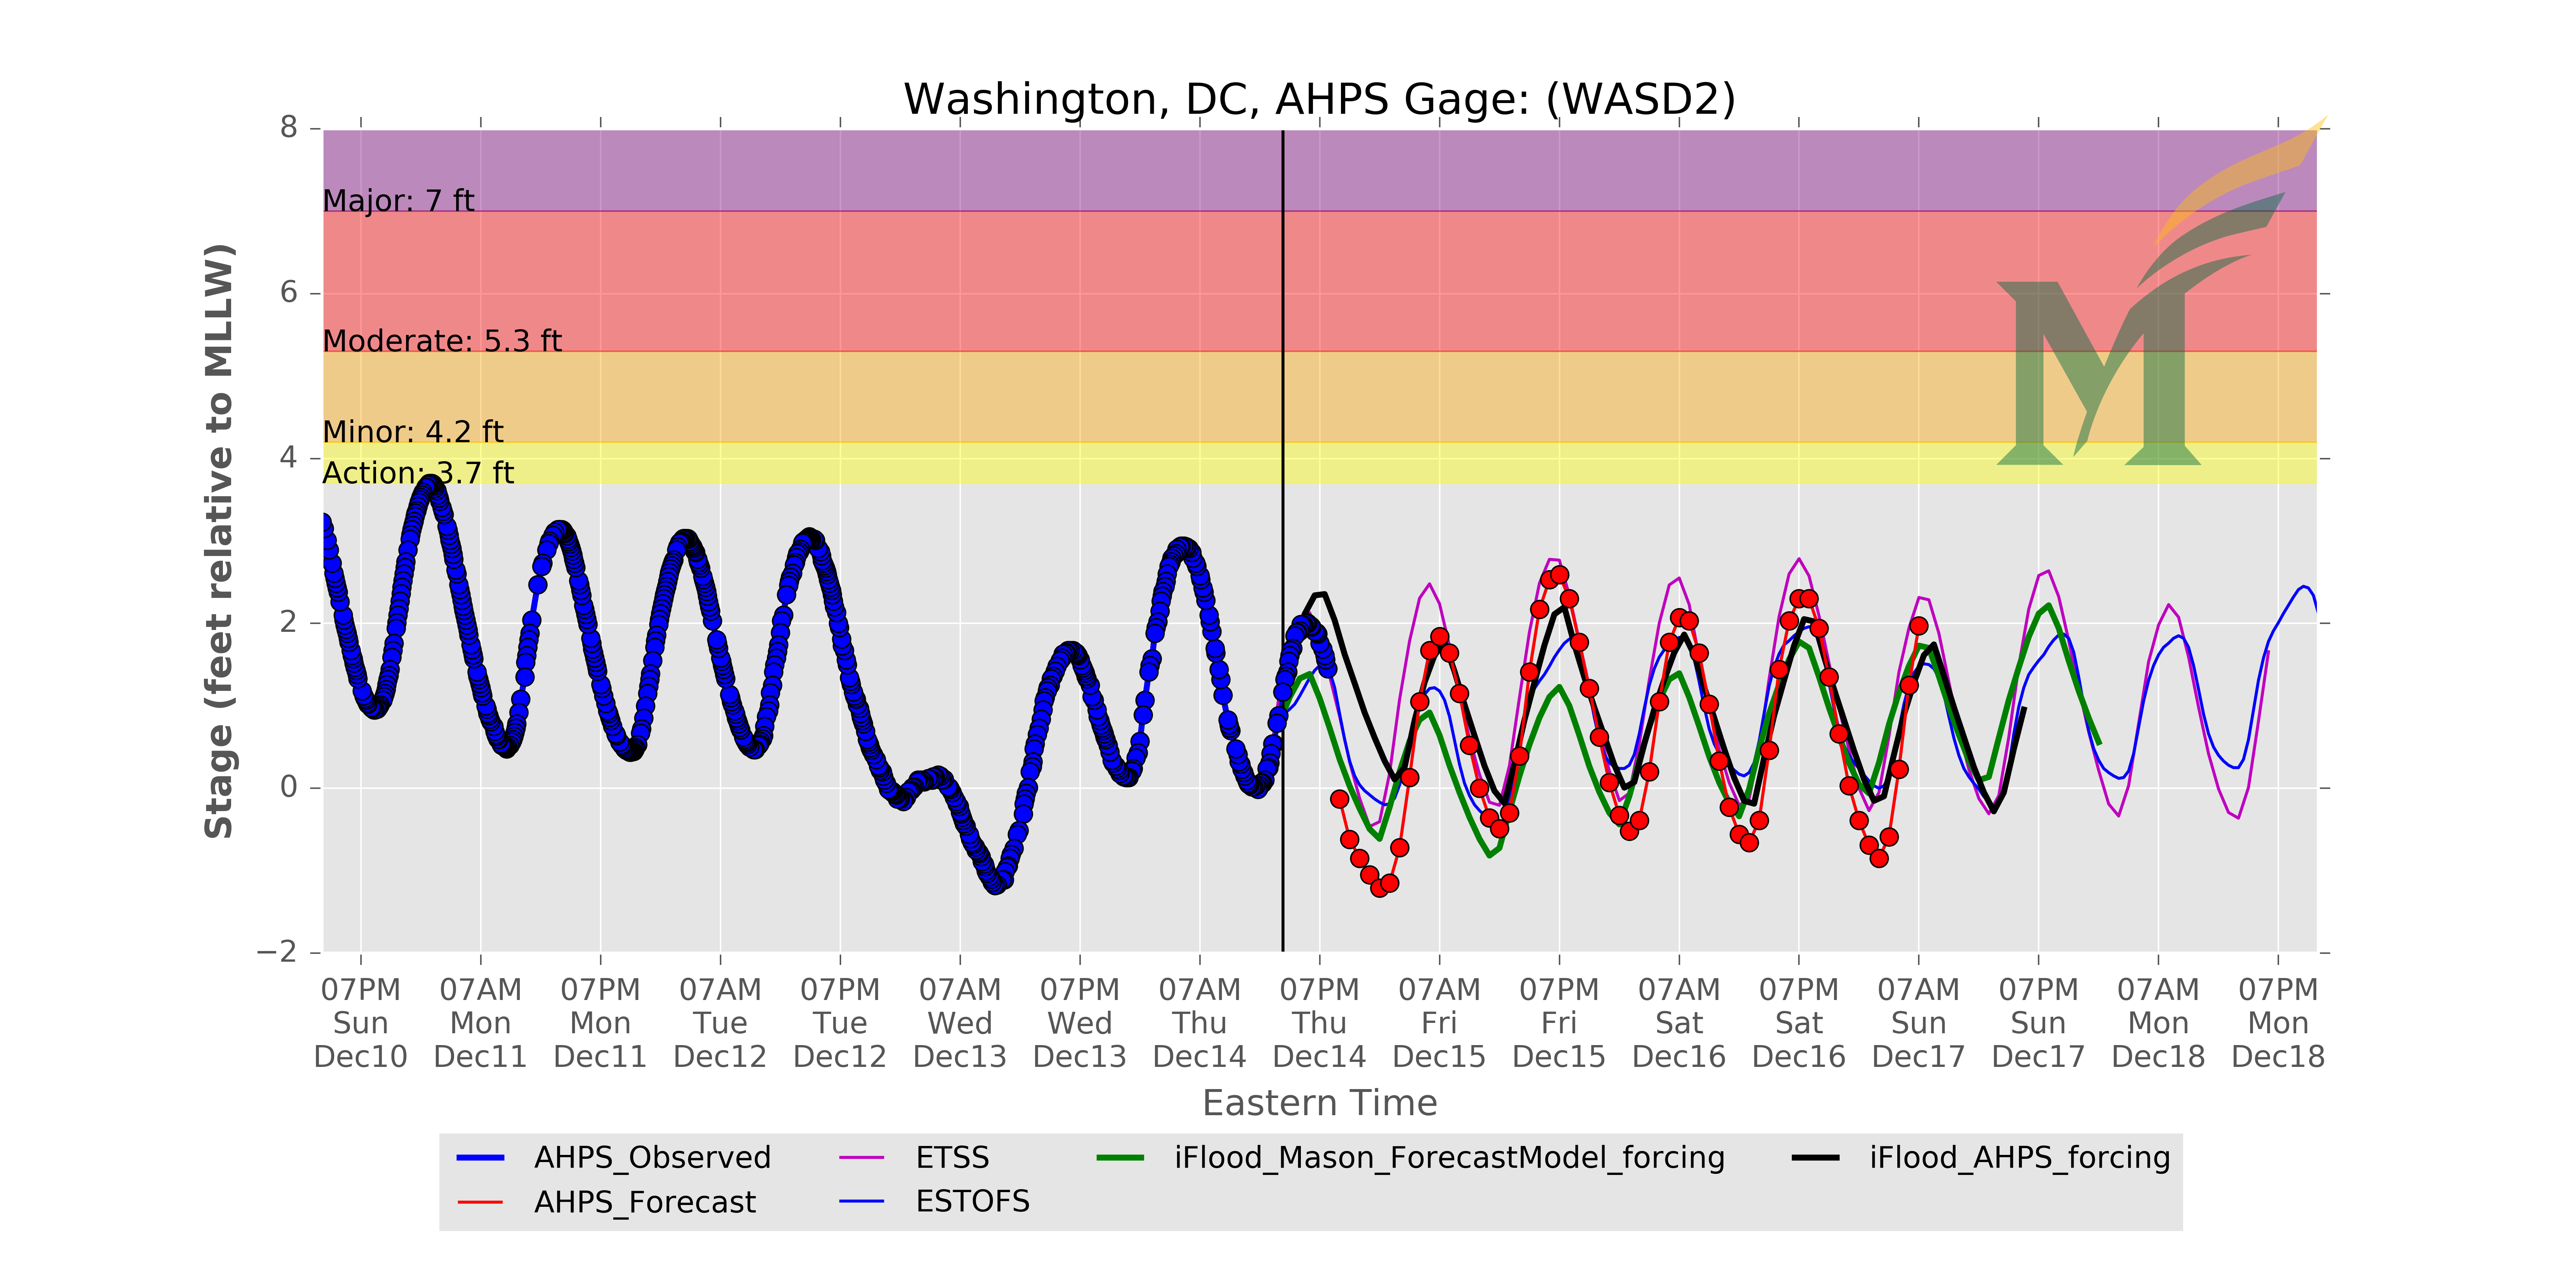 Washington, DC, AHPS Gage: (WASD2)
8
Major: 7 ft
6
Moderate: 5.3 ft
Minor: 4.2 ft
4
Action: 3.7 ft
2
0
−2
Stage (feet relative to MLLW)
07PM 07AM 07PM 07AM 07PM 07AM 07PM 07AM 07PM 07AM 07PM 07AM 07PM 07AM 07PM 07AM 07PM
Sun Mon Mon Tue Tue Wed Wed Thu Thu Fri Fri Sat Sat Sun Sun Mon Mon
Dec10 Dec11 Dec11 Dec12 Dec12 Dec13 Dec13 Dec14 Dec14 Dec15 Dec15 Dec16 Dec16 Dec17 Dec17 Dec18 Dec18
Eastern Time
AHPS_Observed ETSS iFlood_Mason_ForecastModel_forcing iFlood_AHPS_forcing
AHPS_Forecast ESTOFS
M